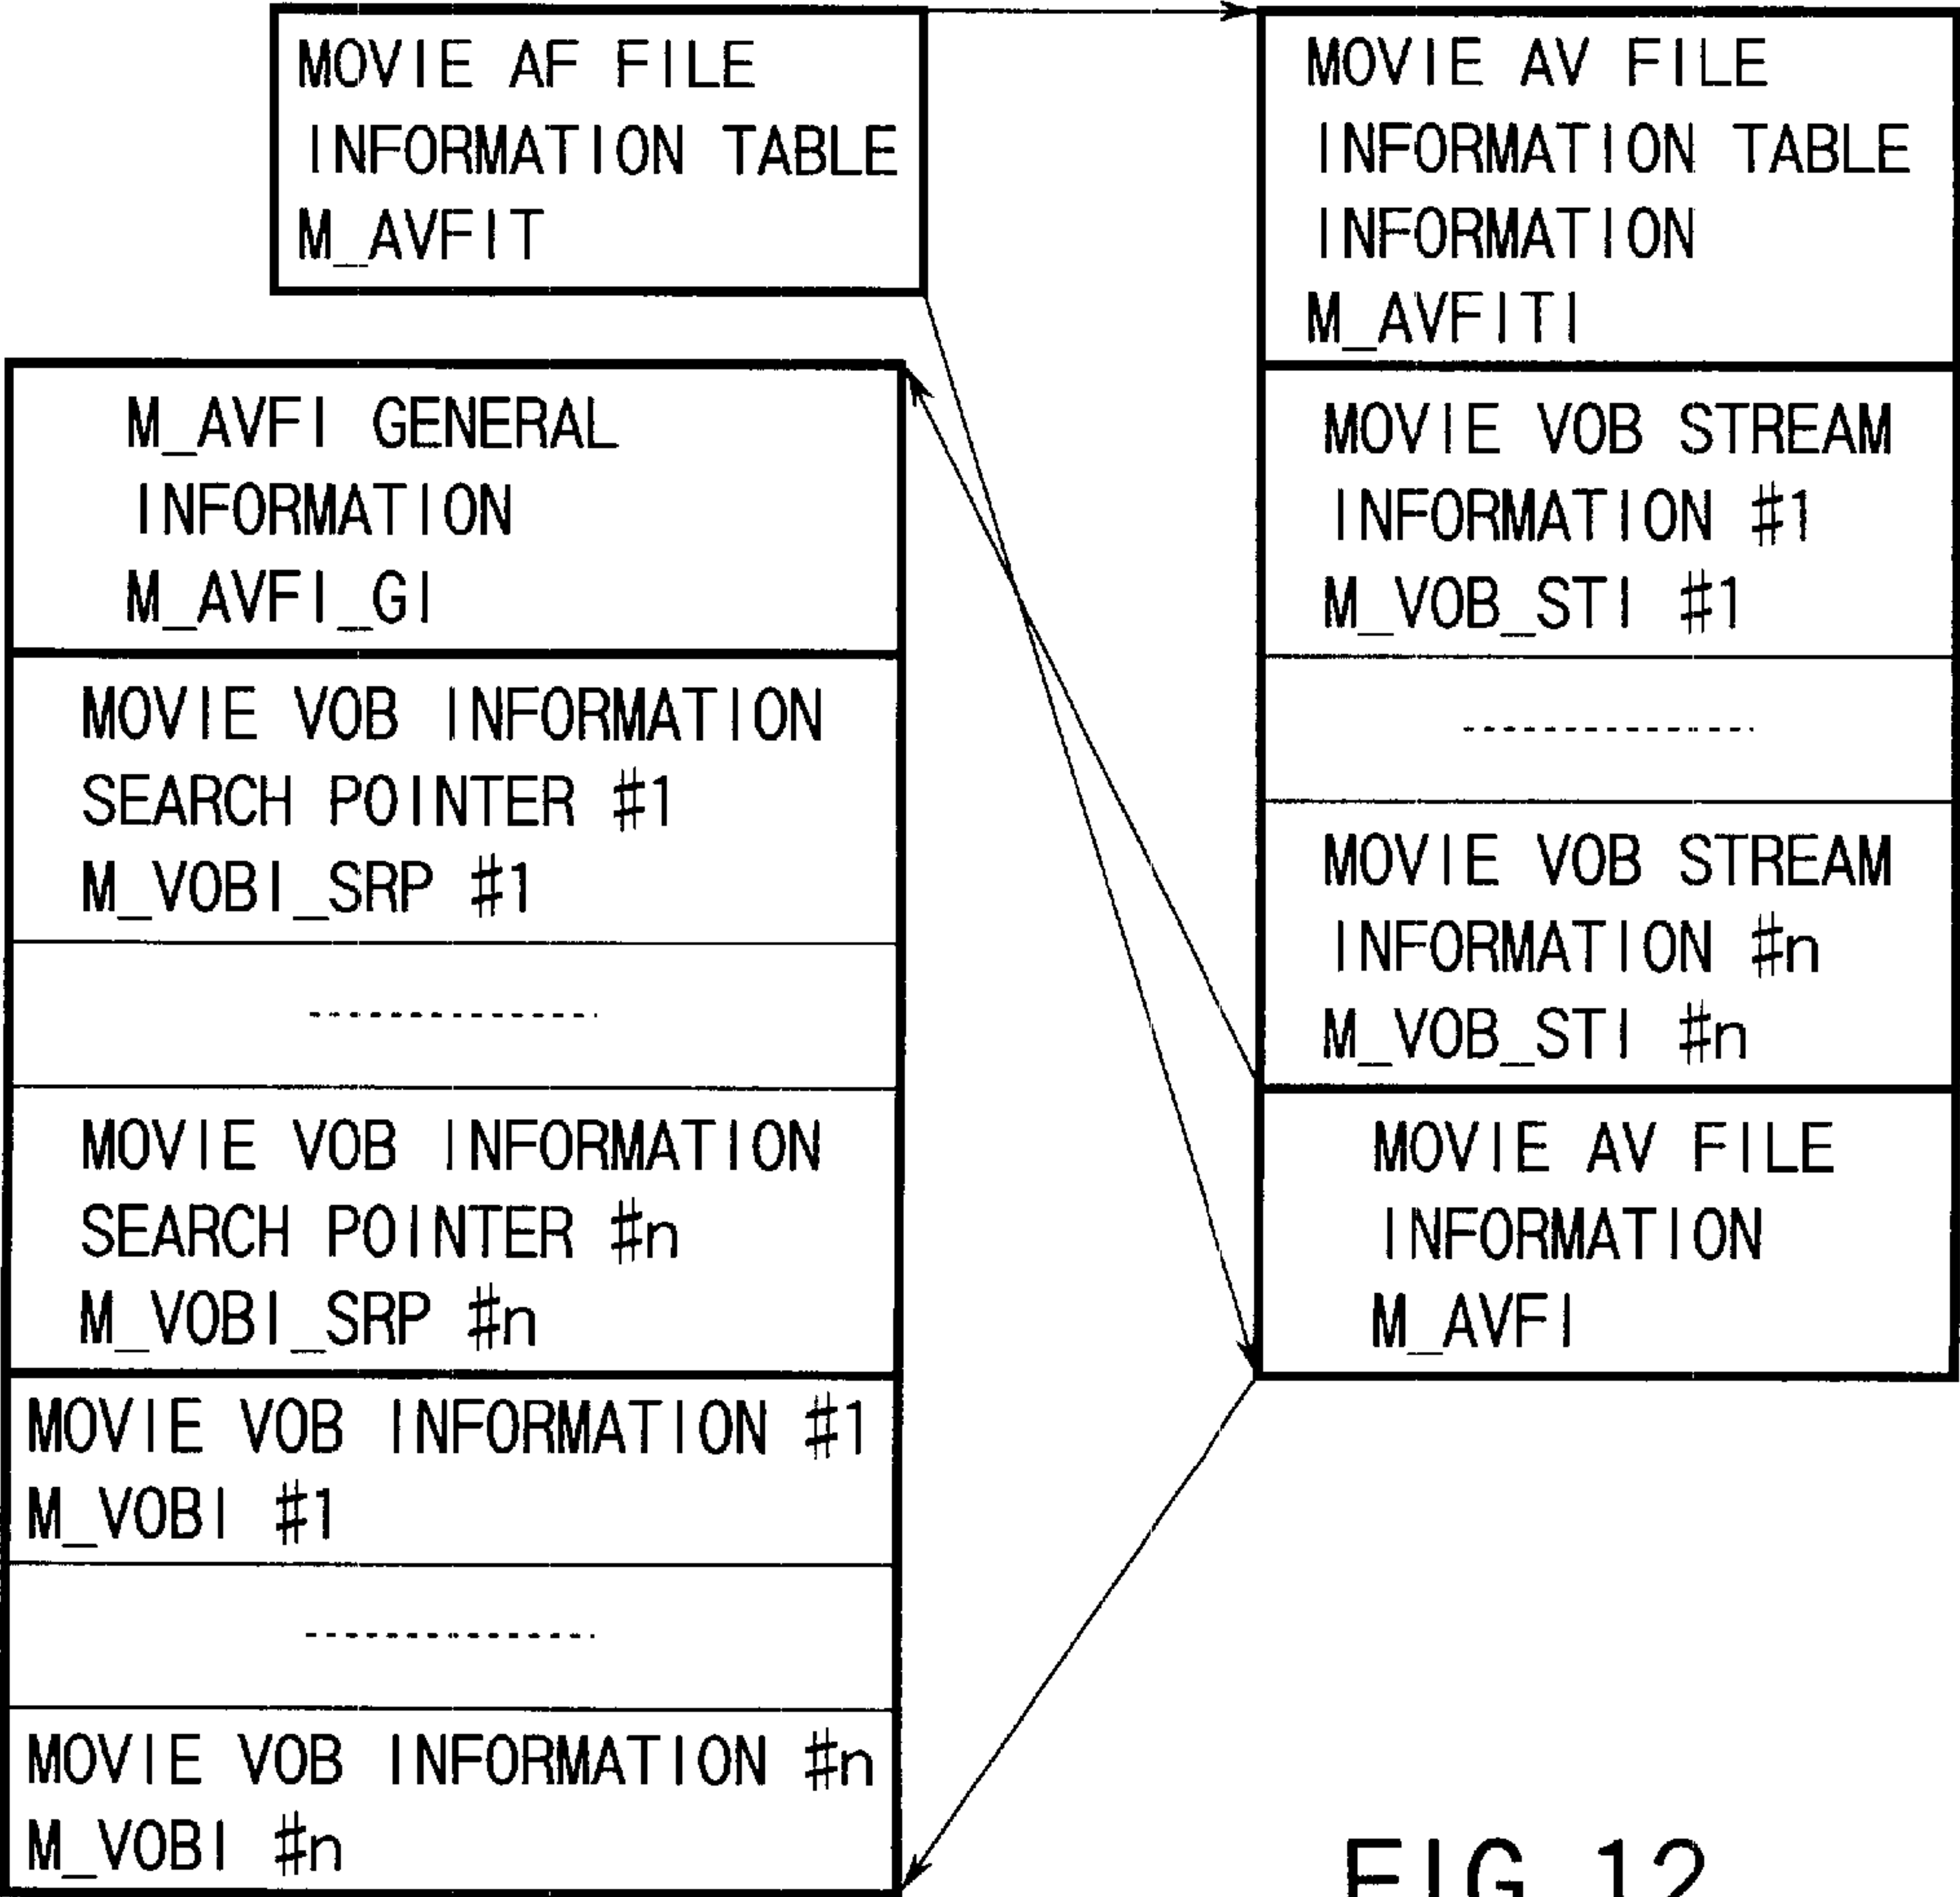 MOVIE AF FILE
INFORMATION TABLE
M_AVFIT
MOVIE AV FILE
INFORMATION TABLE
INFORMATION
M_AVFITI
MOVIE VOB STREAM
INFORMATION #1
M_VOB_STI #1
MOVIE VOB STREAM
INFORMATION #n
M_VOB_STI #n
MOVIE AV FILE
INFORMATION
M_AVFI
M_AVFI GENERAL
INFORMATION
M_AVFI_GI
MOVIE VOB INFORMATION
SEARCH POINTER #1
M_VOBI_SRP #1
MOVIE VOB INFORMATION
SEARCH POINTER #n
M_VOBI_SRP #n
MOVIE VOB INFORMATION #1
M_VOBI #1
MOVIE VOB INFORMATION #n
M_VOBI #n
FIG.12